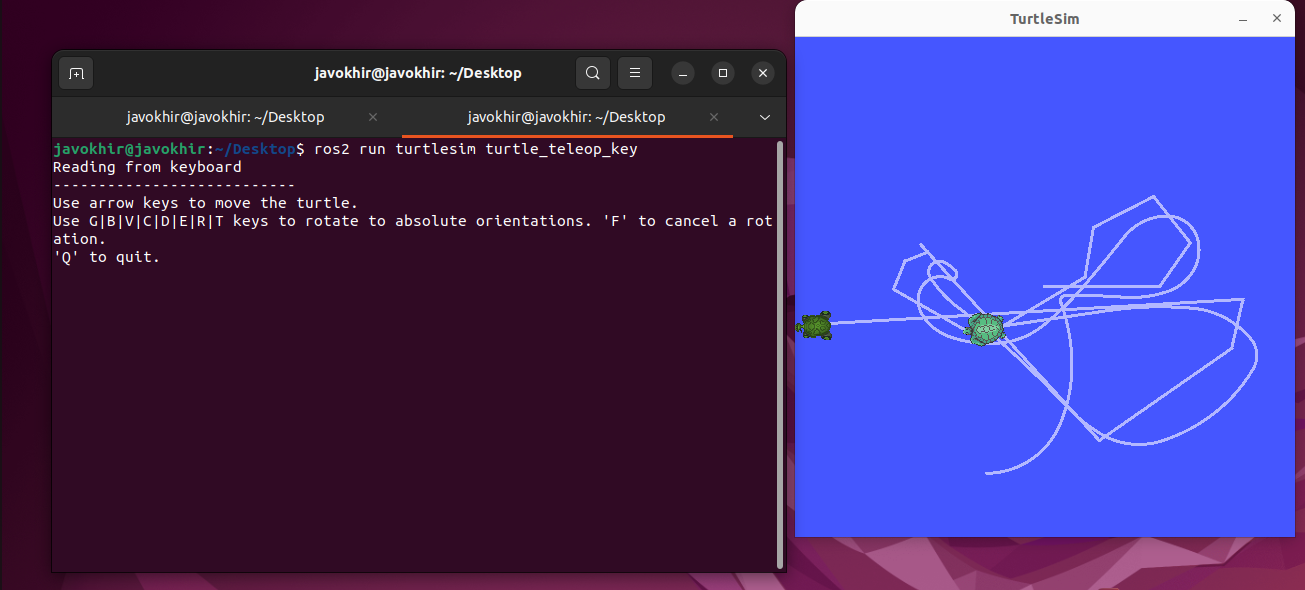 TurtleSim
javokhir@javokhir: ~/Desktop
javokhir@javokhir: ~/Desktop
javokhir@javokhir: ~/Desktop
javokhir@javokhir:~/Desktop$ ros2 run turtlesim turtle_teleop_key
Reading from keyboard
---------------------------
Use arrow keys to move the turtle.
Use G|B|V|C|D|E|R|T keys to rotate to absolute orientations. 'F' to cancel a rot
ation.
'Q' to quit.